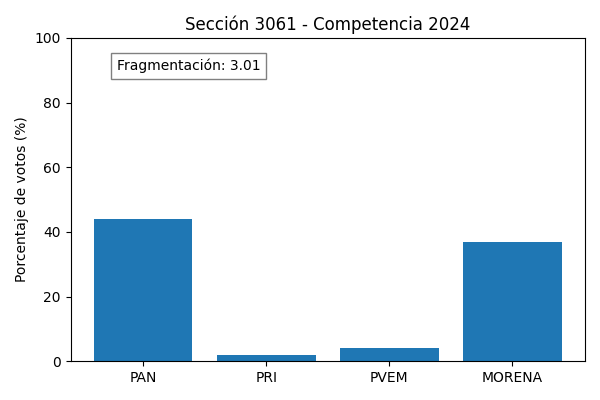 Sección 3061 - Competencia 2024
Porcentaje de votos (%)
100
80
60
40
20
0
Fragmentación: 3.01
PAN
PRI
PVEM
MORENA